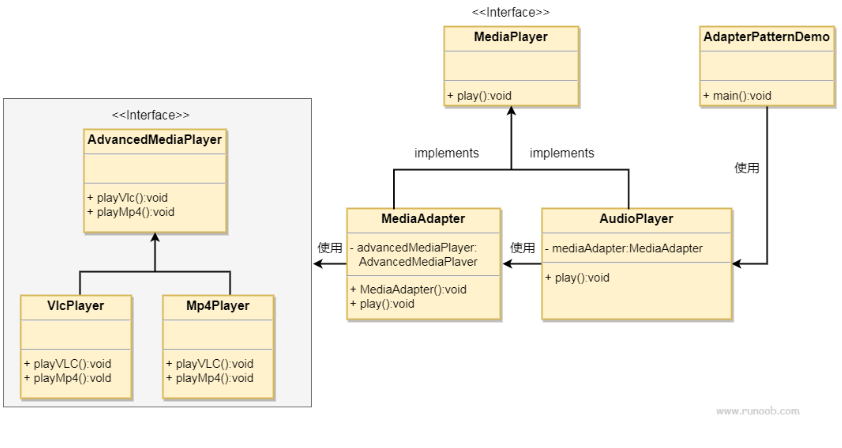 <<Interface>>
MediaPlayer
+ play():void
AdapterPatternDemo
+ main():void
<<Interface>>
AdvancedMediaPlayer
+ playVlc():void
+ playMp4():void
implements
implements
使用
MediaAdapter
- advancedMediaPlayer:
AdvancedMediaPlaver
+ MediaAdapter():void
+ play():void
AudioPlayer
- mediaAdapter:MediaAdapter
+ play():void
使用
使用
VlcPlayer
+ playVLC():void
+ playMp4():vold
Mp4Player
+ playVLC():void
+ playMp4():void
www.runoob.com